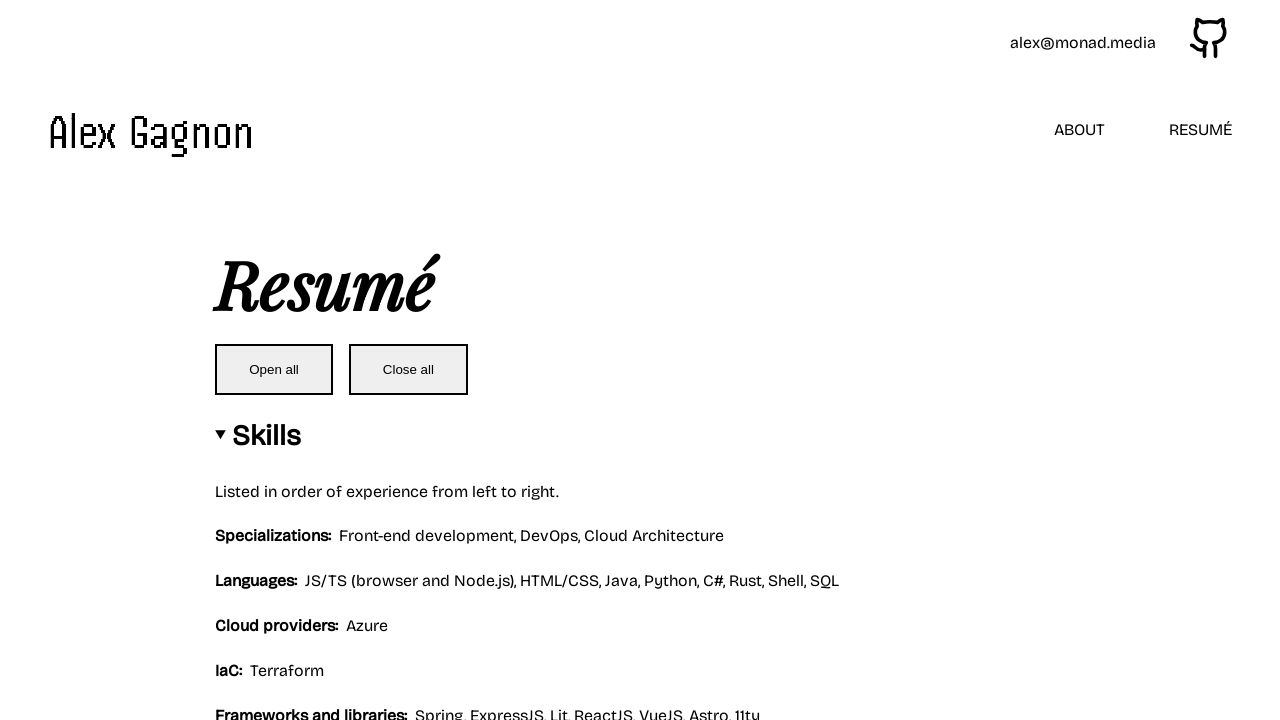 alex@monad.media
Alex Gagnon
ABOUT
RESUMÉ
Resumé
Open all
Close all
Skills
Listed in order of experience from left to right.
Specializations: Front-end development, DevOps, Cloud Architecture
Languages: JS/TS (browser and Node.js), HTML/CSS, Java, Python, C#, Rust, Shell, SQL
Cloud providers: Azure
IaC: Terraform
Frameworks and libraries: Spring, ExpressJS, Lit, ReactJS, VueJS, Astro, 11ty